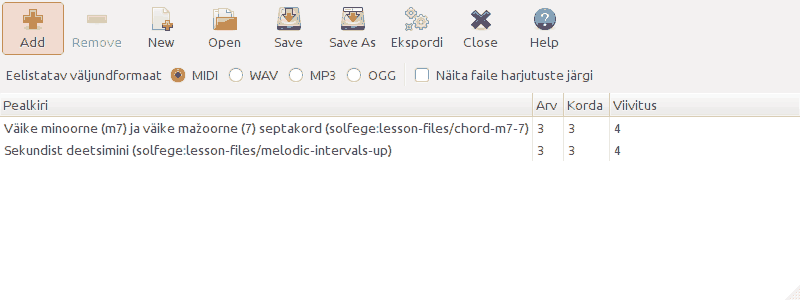 Add Remove New Open Save Save As Ekspordi Close Help
Eelistatav väljundformaat MIDI WAV MP3 OGG Näita faile harjutuste järgi
Pealkiri Arv Korda Viivitus
Väike minoorne (m7) ja väike mažoorne (7) septakord (solfege:lesson-files/chord-m7-7) 3 3 4
Sekundist deetsimini (solfege:lesson-files/melodic-intervals-up) 3 3 4